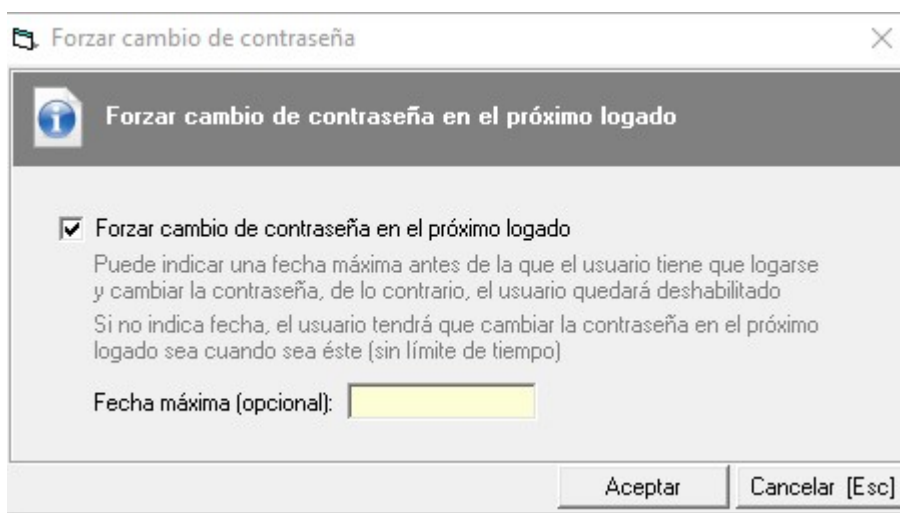 Forzar cambio de contraseña
Forzar cambio de contraseña en el próximo logado
Forzar cambio de contraseña en el próximo logado
Puede indicar una fecha máxima antes de la que el usuario tiene que logarse
y cambiar la contraseña, de lo contrario, el usuario quedará deshabilitado
Si no indica fecha, el usuario tendrá que cambiar la contraseña en el próximo
logado sea cuando sea éste (sin límite de tiempo)
Fecha máxima (opcional):
Aceptar
Cancelar [Esc]